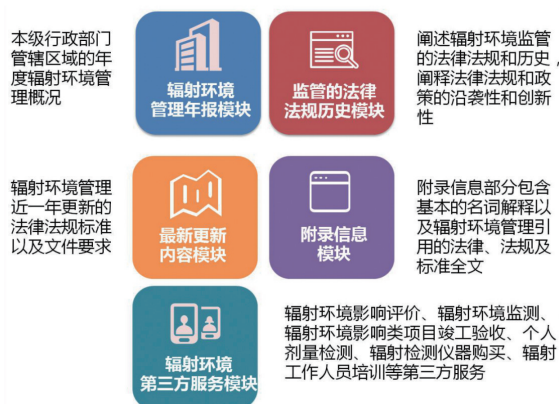 本级行政部门
管辖区域的年
度辐射环境管
理概况
辐射环境
管理年报模块
监管的法律
法规历史模块
阐述辐射环境监管
的法律法规和历史，
阐释法律法规和政
策的沿袭性和创新
性
辐射环境管理
近一年更新的
法律法规标准
以及文件要求
最新更新
内容模块
附录信息
模块
附录信息部分包含
基本的名词解释以
及辐射环境管理引
用的法律、法规及
标准全文
辐射环境
第三方服务模块
辐射环境影响评价、辐射环境监测、
辐射环境影响类项目竣工验收、个人
剂量检测、辐射检测仪器购买、辐射
工作人员培训等第三方服务